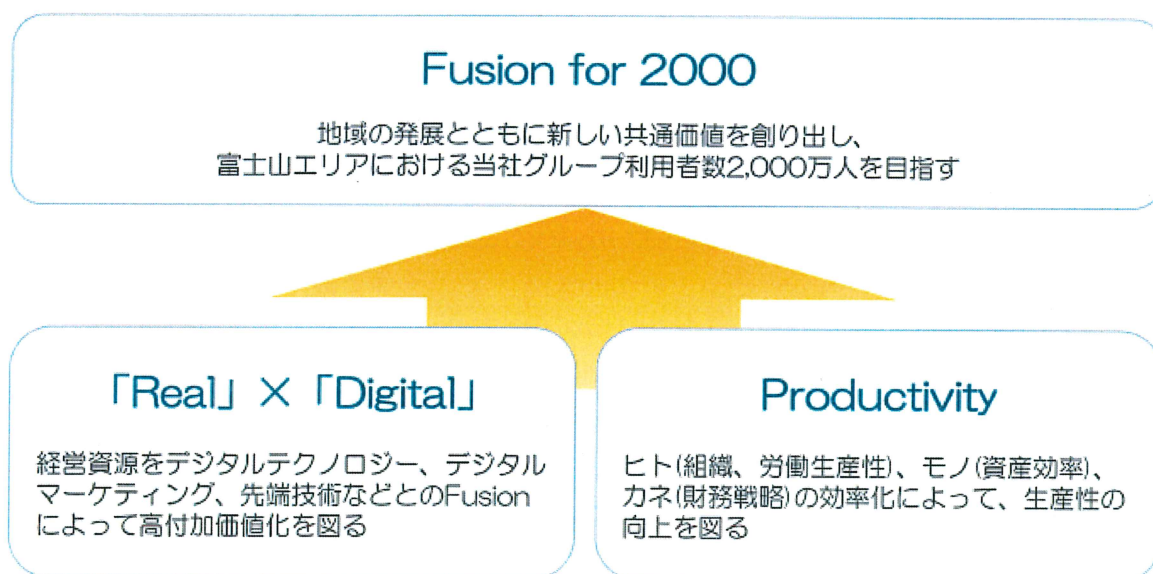 Fusion for 2000
地域の発展とともに新しい共通価値を創り出し、
富士山エリアにおける当社グループ利用者数2,000万人を目指す
「Real」×「Digital」
経営資源をデジタルテクノロジー、デジタル
マーケティング、先端技術などとのFusion
によって高付加価値化を図る
Productivity
ヒト(組織、労働生産性)、モノ(資産効率)、
カネ(財務戦略)の効率化によって、生産性の
向上を図る